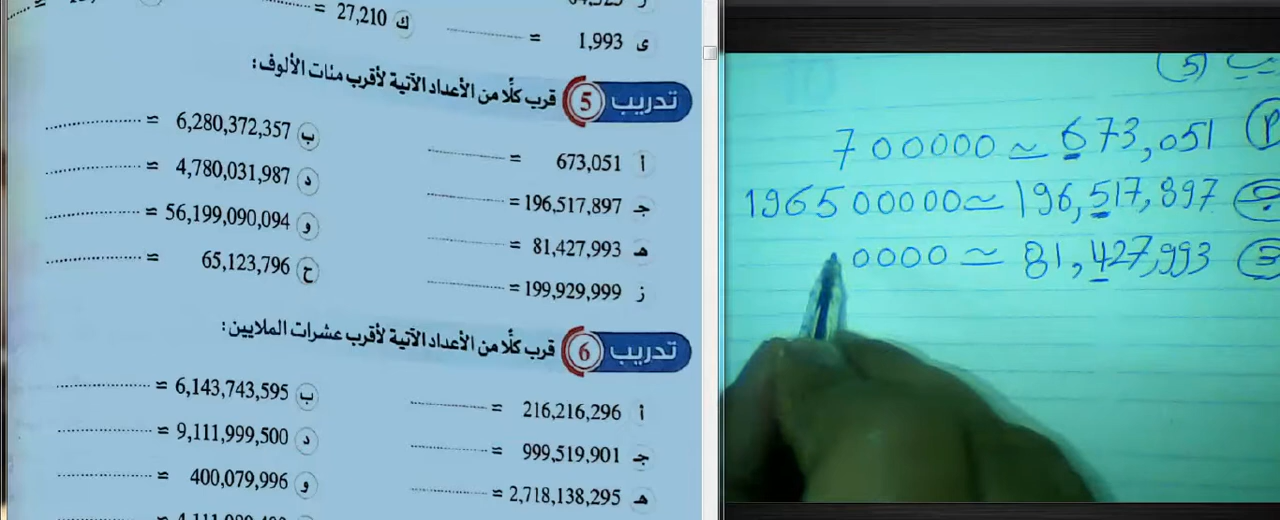 ك 27,210 =
ى 1,993 =
تدريب 5 قرب كلًّا من الأعداد الآتية لأقرب مئات الألوف:
أ 673,051 =
ب 6,280,372,357 =
جـ 196,517,897 =
د 4,780,031,987 =
هـ 81,427,993 =
و 56,199,090,094 =
ز 199,929,999 =
ح 65,123,796 =
تدريب 6 قرب كلًّا من الأعداد الآتية لأقرب عشرات الملايين:
أ 216,216,296 =
ب 6,143,743,595 =
جـ 999,519,901 =
د 9,111,999,500 =
هـ 2,718,138,295 =
و 400,079,996 =
(5)
700000 ≃ 673,051
196500000 ≃ 196,517,897
0000 ≃ 81,427,993